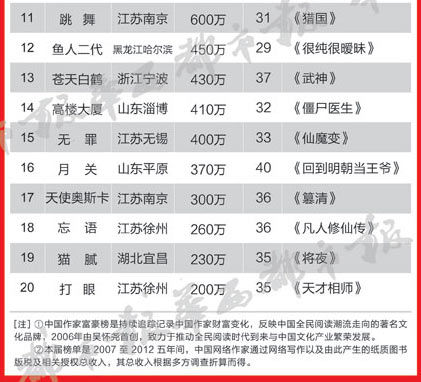 11 跳舞 江苏南京 600万 31 《猫国》
12 鱼人二代 黑龙江哈尔滨 450万 29 《很纯很暧昧》
13 苍天白鹤 浙江宁波 430万 37 《武神》
14 高楼大厦 山东淄博 410万 32 《僵尸医生》
15 无罪 江苏无锡 400万 33 《仙魔变》
16 月关 山东平原 370万 40 《回到明朝当王爷》
17 天使奥斯卡 江苏南京 300万 36 《篡清》
18 忘语 江苏徐州 260万 36 《凡人修仙传》
19 猫腻 湖北宜昌 230万 35 《将夜》
20 打眼 江苏徐州 200万 35 《天才相师》
[注] ①中国作家富豪榜是持续追踪记录中国作家财富变化，反映中国全民阅读潮流走向的著名文
化品牌，2006年由吴怀尧首创，致力于推动全民阅读时代到来与中国文化产业繁荣发展。
②本届榜单是 2007 至 2012 五年间，中国网络作家通过网络写作以及由此产生的纸质图书
版税及相关授权总收入，其总收入根据多方调查折算而得。
华西都市报